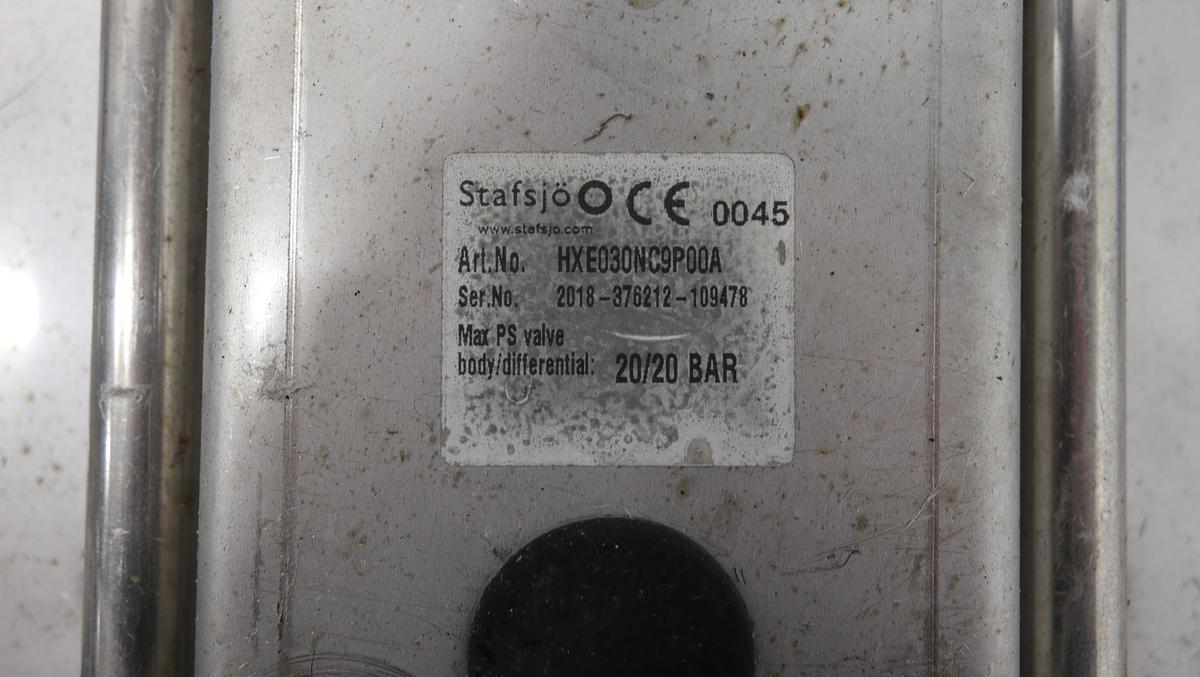 Stafsjö CE 0045
www.stafsjo.com
Art.No. HXE030NC9P00A
Ser.No. 2018-376212-109478
Max PS valve
body/differential: 20/20 BAR